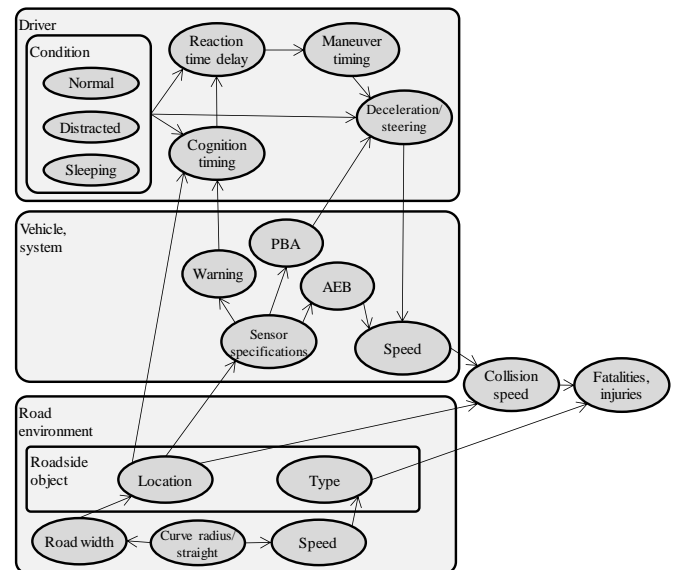 Driver
Condition
Normal
Distracted
Sleeping
Reaction
time delay
Maneuver
timing
Deceleration/
steering
Cognition
timing
Vehicle,
system
PBA
Warning
AEB
Sensor
specifications
Speed
Collision
speed
Fatalities,
injuries
Road
environment
Roadside
object
Location
Type
Road width
Curve radius/
straight
Speed